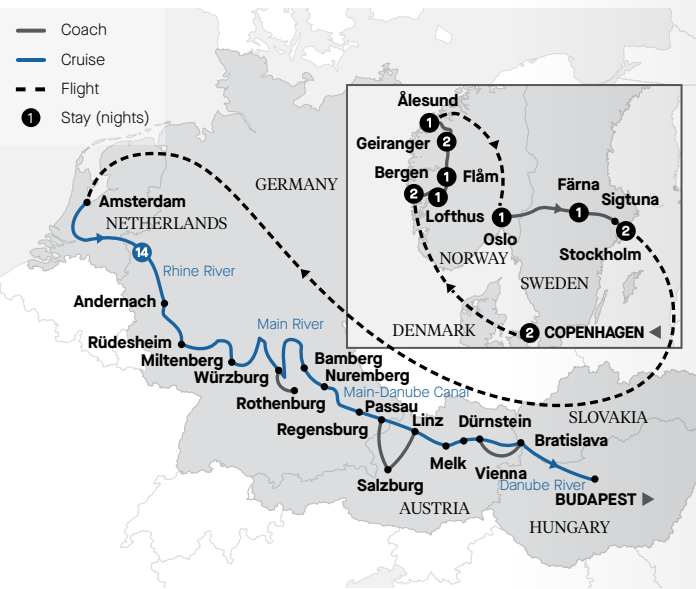 Coach
Cruise
Flight
1 Stay (nights)
Ålesund
1
2
Geiranger
Bergen
1 Flåm
2
1
Lofthus
1
Oslo
Färna
1
Sigtuna
2
Stockholm
NORWAY
SWEDEN
DENMARK
2 COPENHAGEN
GERMANY
Amsterdam
NETHERLANDS
14
Rhine River
Andernach
Rüdesheim
Main River
Miltenberg
Würzburg
Bamberg
Nuremberg
Rothenburg
Main-Danube Canal
Passau
Regensburg
Linz
Dürnstein
SLOVAKIA
Bratislava
Melk
Vienna
Salzburg
Danube River
BUDAPEST
AUSTRIA
HUNGARY